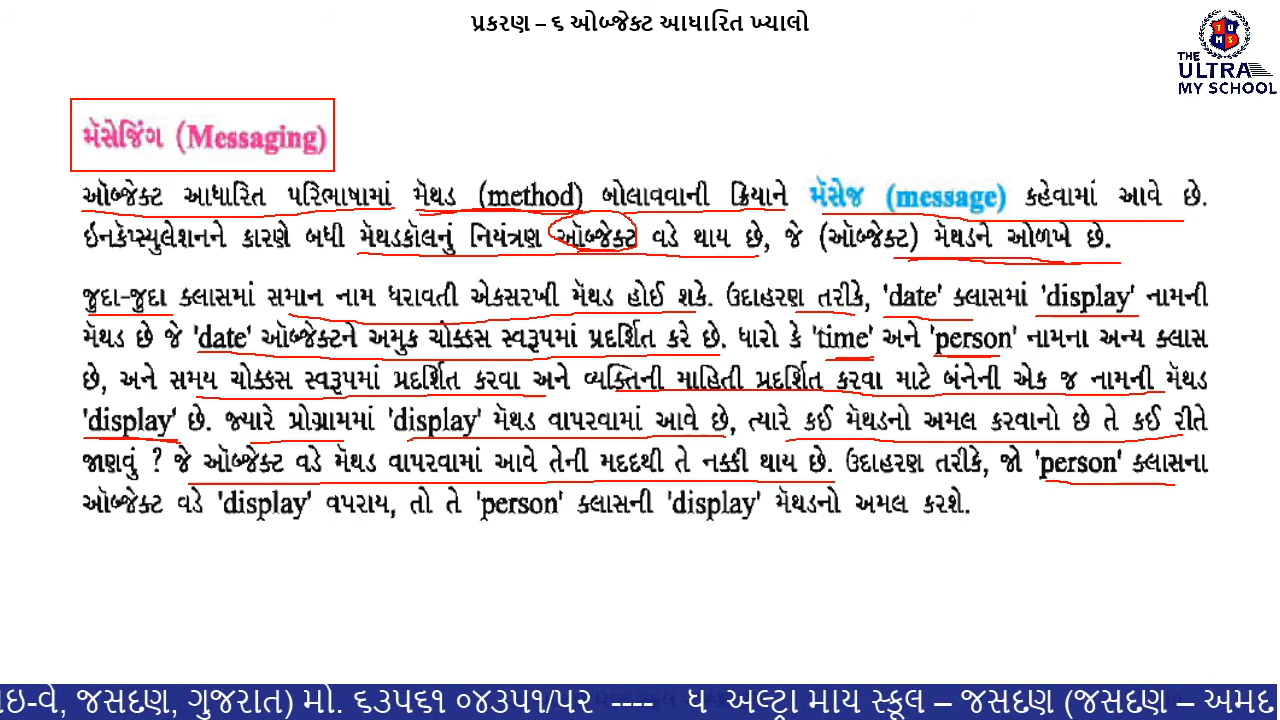 પ્રકરણ – ૬ ઓબ્જેક્ટ આધારિત ખ્યાલો
THE
ULTRA
MY SCHOOL
મૅસેજિંગ (Messaging)
ઑબ્જેક્ટ આધારિત પરિભાષામાં મૅથડ (method) બોલાવવાની ક્રિયાને મૅસેજ (message) કહેવામાં આવે છે.
ઇનકૅપ્સ્યુલેશનને કારણે બધી મૅથડકૉલનું નિયંત્રણ ઑબ્જેક્ટ વડે થાય છે, જે (ઑબ્જેક્ટ) મૅથડને ઓળખે છે.
જુદા-જુદા ક્લાસમાં સમાન નામ ધરાવતી એકસરખી મૅથડ હોઈ શકે. ઉદાહરણ તરીકે, 'date' ક્લાસમાં 'display' નામની
મૅથડ છે જે 'date' ઑબ્જેક્ટને અમુક ચોક્કસ સ્વરૂપમાં પ્રદર્શિત કરે છે. ધારો કે 'time' અને 'person' નામના અન્ય ક્લાસ
છે, અને સમય ચોક્કસ સ્વરૂપમાં પ્રદર્શિત કરવા અને વ્યક્તિની માહિતી પ્રદર્શિત કરવા માટે બંનેની એક જ નામની મૅથડ
'display' છે. જ્યારે પ્રોગ્રામમાં 'display' મૅથડ વાપરવામાં આવે છે, ત્યારે કઈ મૅથડનો અમલ કરવાનો છે તે કઈ રીતે
જાણવું ? જે ઑબ્જેક્ટ વડે મૅથડ વાપરવામાં આવે તેની મદદથી તે નક્કી થાય છે. ઉદાહરણ તરીકે, જો 'person' ક્લાસના
ઑબ્જેક્ટ વડે 'display' વપરાય, તો તે 'person' ક્લાસની 'display' મૅથડનો અમલ કરશે.
ઇ-વે, જસદણ, ગુજરાત) મો. ૬૩૫૬૧ ૦૪૩૫૧/૫૨ ---- ધ અલ્ટ્રા માય સ્કૂલ – જસદણ (જસદણ – અમદ